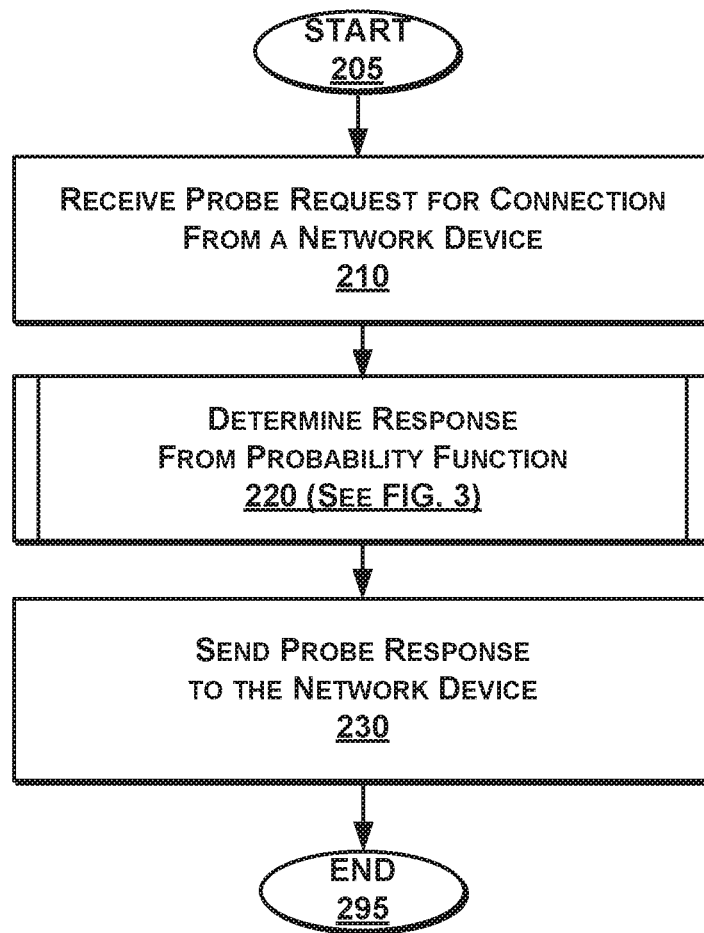 START
205
RECEIVE PROBE REQUEST FOR CONNECTION
FROM A NETWORK DEVICE
210
DETERMINE RESPONSE
FROM PROBABILITY FUNCTION
220 (SEE FIG. 3)
SEND PROBE RESPONSE
TO THE NETWORK DEVICE
230
END
295